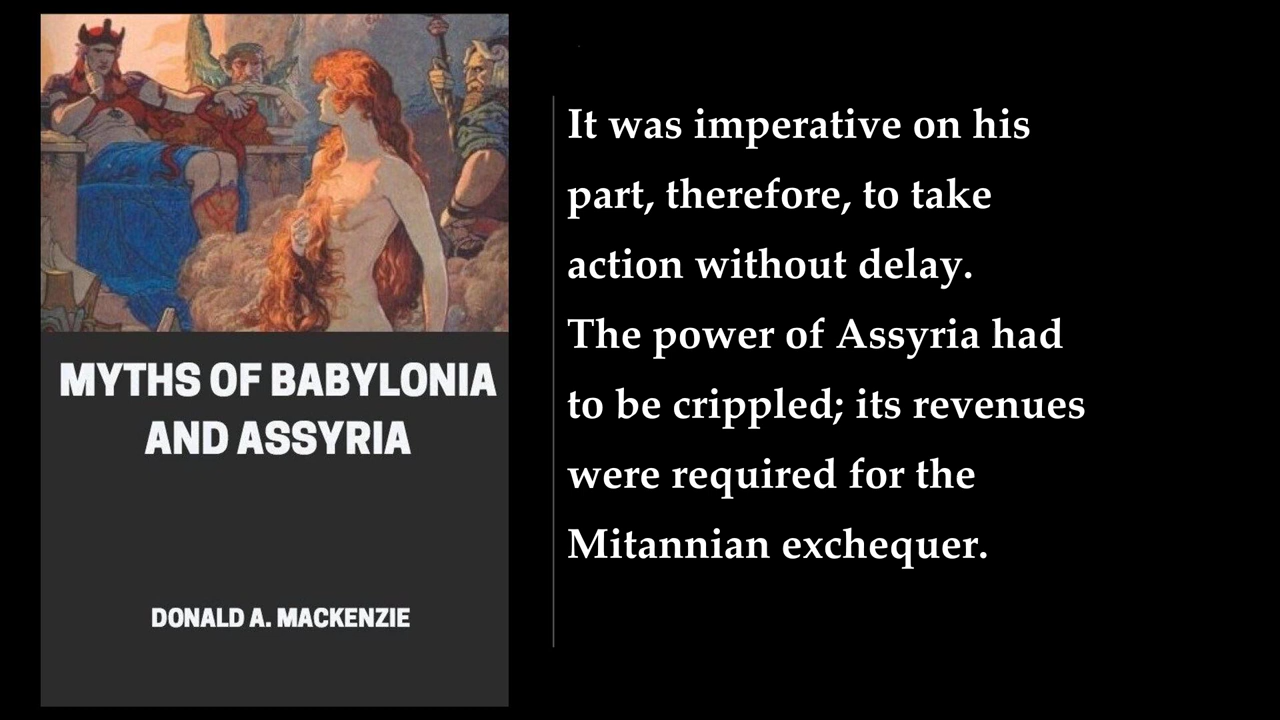 MYTHS OF BABYLONIA
AND ASSYRIA
DONALD A. MACKENZIE
It was imperative on his
part, therefore, to take
action without delay.
The power of Assyria had
to be crippled; its revenues
were required for the
Mitannian exchequer.